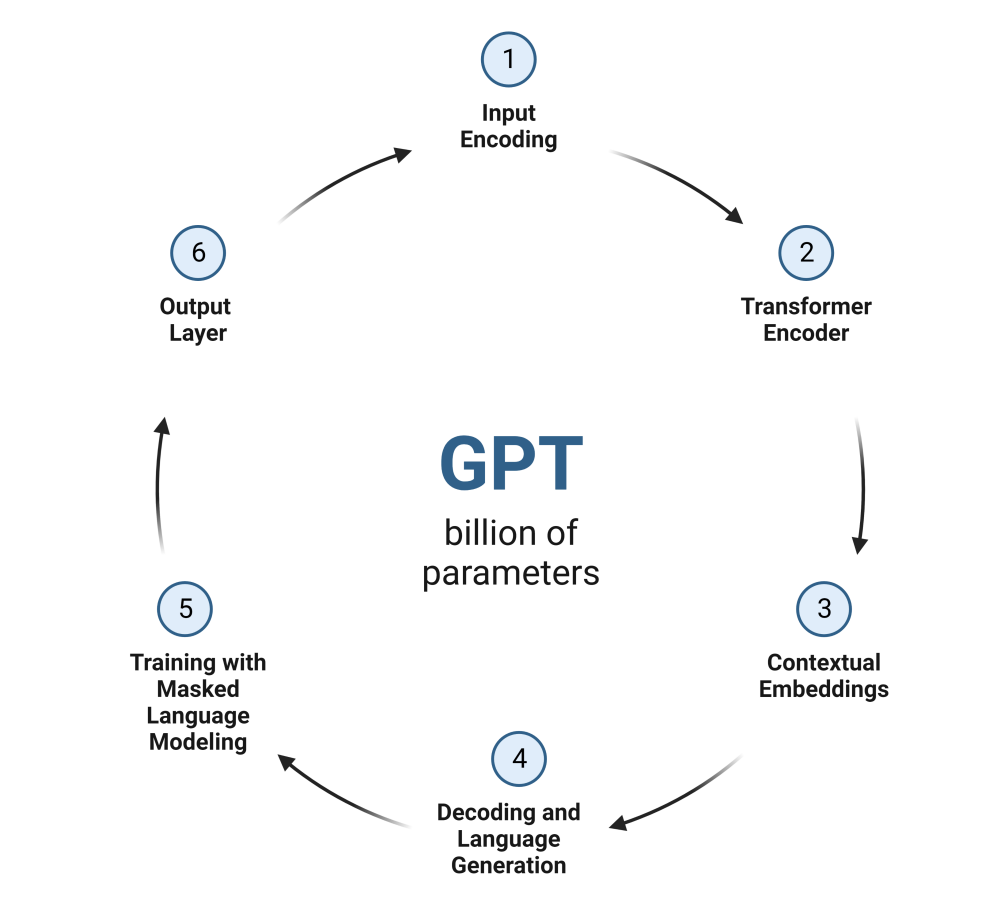 1
Input
Encoding
2
Transformer
Encoder
3
Contextual
Embeddings
4
Decoding and
Language
Generation
5
Training with
Masked
Language
Modeling
6
Output
Layer
GPT
billion of
parameters